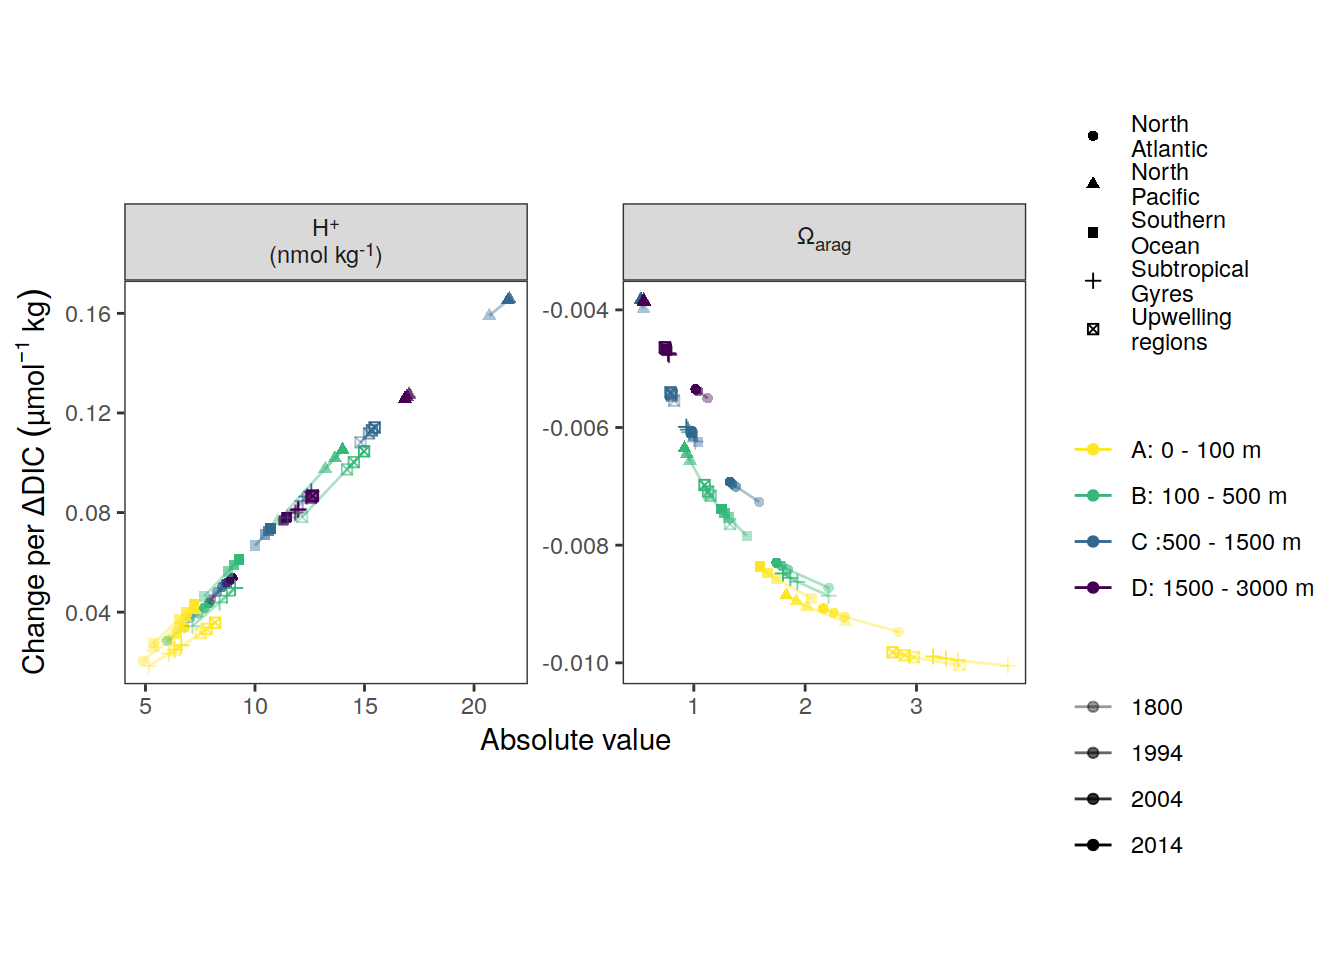 H⁺
(nmol kg⁻¹)
Ωarag
Change per ΔDIC (µmol⁻¹ kg)
0.16
0.12
0.08
0.04
-0.004
-0.006
-0.008
-0.010
5 10 15 20
1 2 3
Absolute value
North
Atlantic
North
Pacific
Southern
Ocean
Subtropical
Gyres
Upwelling
regions
A: 0 - 100 m
B: 100 - 500 m
C :500 - 1500 m
D: 1500 - 3000 m
1800
1994
2004
2014